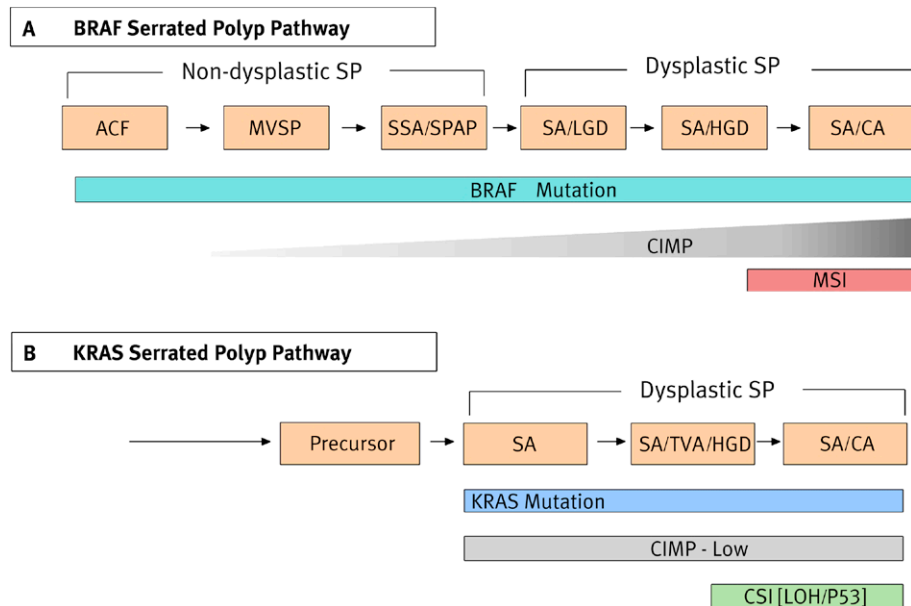 A BRAF Serrated Polyp Pathway
Non-dysplastic SP Dysplastic SP
ACF MVSP SSA/SPAP SA/LGD SA/HGD SA/CA
BRAF Mutation
CIMP
MSI
B KRAS Serrated Polyp Pathway
Dysplastic SP
Precursor SA SA/TVA/HGD SA/CA
KRAS Mutation
CIMP - Low
CSI [LOH/P53]